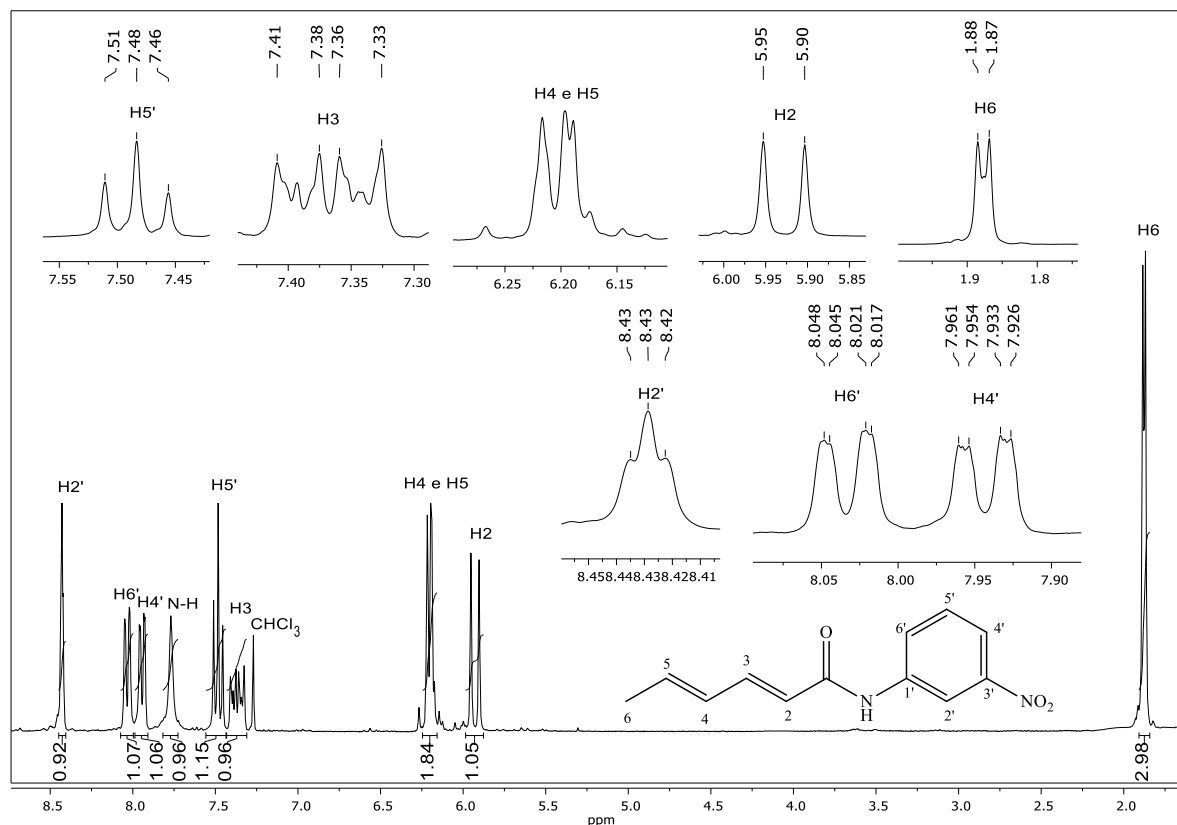 7.51 7.48 7.46 7.41 7.38 7.36 7.33 5.95 5.90 1.88 1.87
H5' H3 H4 e H5 H2 H6
7.55 7.50 7.45 7.40 7.35 7.30 6.25 6.20 6.15 6.00 5.95 5.90 5.85 1.9 1.8
H6
8.43 8.43 8.42 8.048 8.045 8.021 8.017 7.961 7.954 7.933 7.926
H2' H6' H4'
H2' H5' H4 e H5 H2
8.458.448.438.428.41 8.05 8.00 7.95 7.90
H6' H4' N-H H3 CHCl3
O 5' 6' 4' 5 3 1' 3' 6 4 2 N H 2' NO2
0.92 1.07 1.06 0.96 1.15 0.96 1.84 1.05 2.98
8.5 8.0 7.5 7.0 6.5 6.0 5.5 5.0 4.5 4.0 3.5 3.0 2.5 2.0
ppm